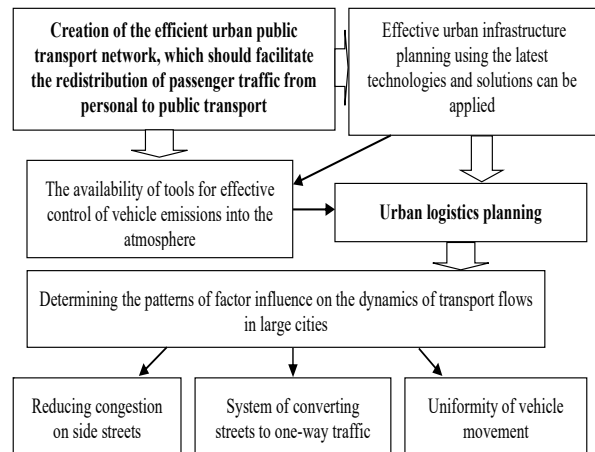 Creation of the efficient urban public
transport network, which should facilitate
the redistribution of passenger traffic from
personal to public transport
Effective urban infrastructure
planning using the latest
technologies and solutions can be
applied
The availability of tools for effective
control of vehicle emissions into the
atmosphere
Urban logistics planning
Determining the patterns of factor influence on the dynamics of transport flows
in large cities
Reducing congestion
on side streets
System of converting
streets to one-way traffic
Uniformity of vehicle
movement